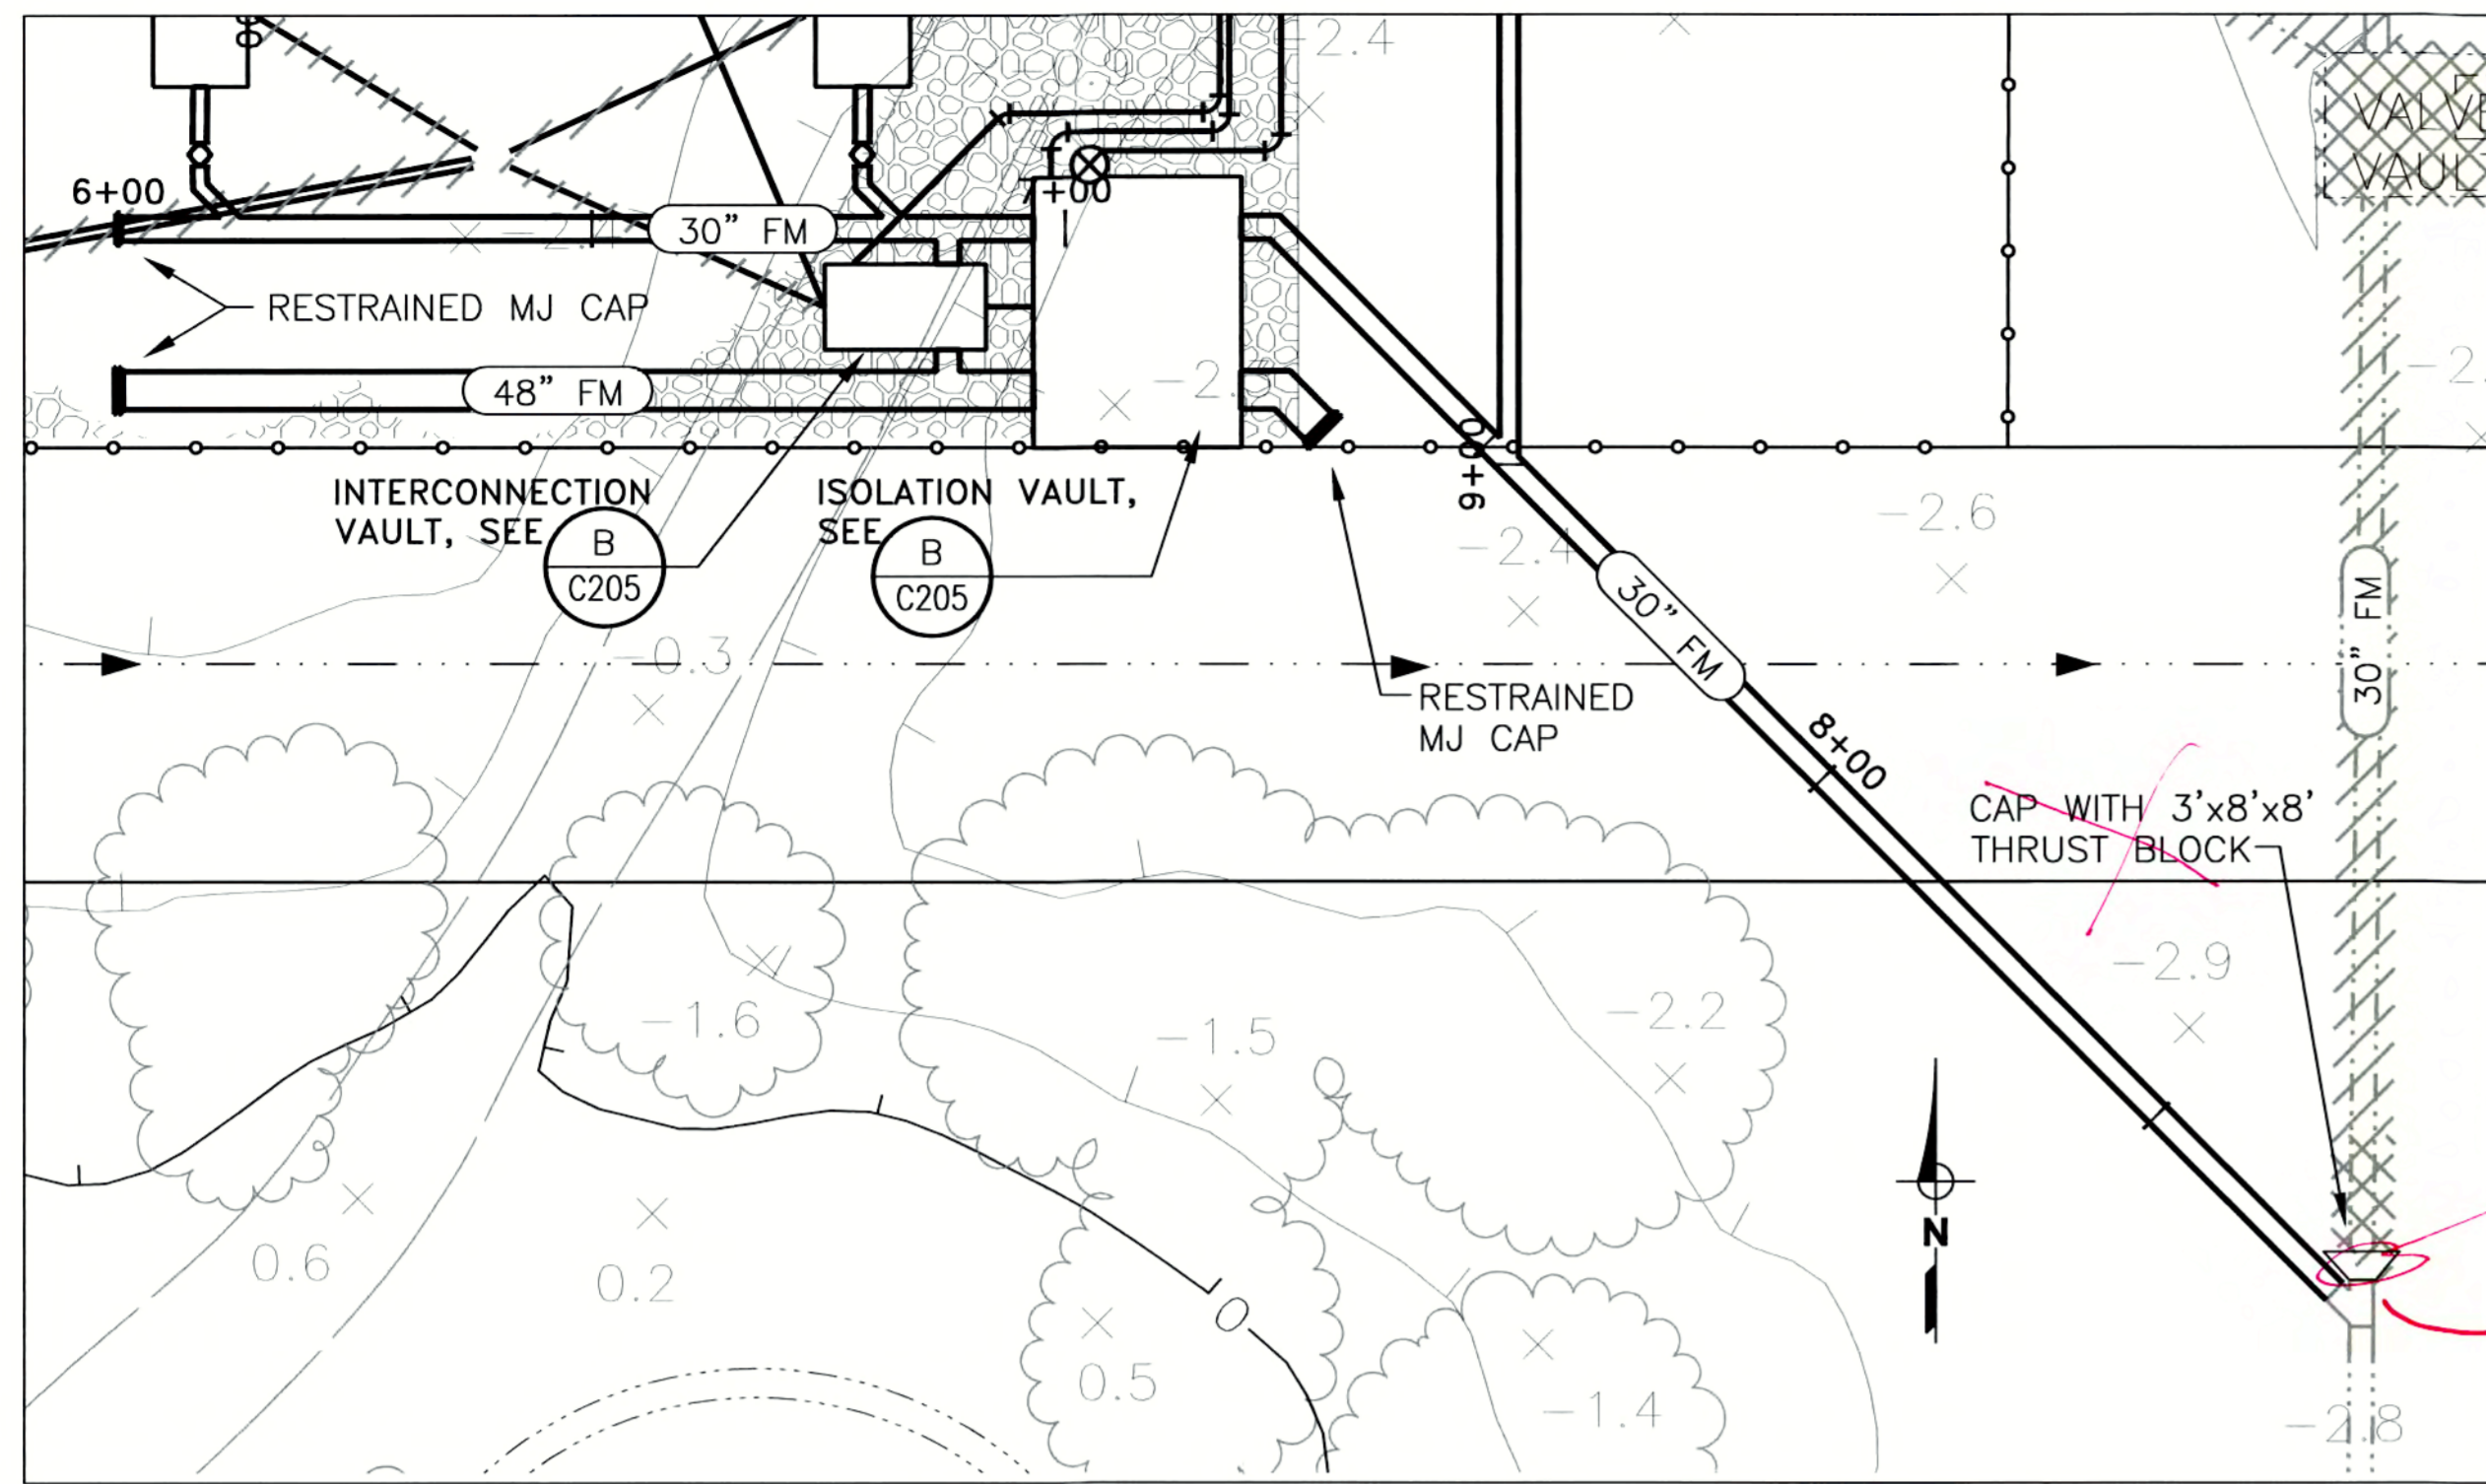 -2.4
6+00
30” FM
-2.4
+00
RESTRAINED MJ CAP
48” FM
INTERCONNECTION
VAULT, SEE
B
C205
ISOLATION VAULT,
SEE
B
C205
9+00
-2.4
-2.6
30” FM
30” FM
-0.3
RESTRAINED
MJ CAP
8+00
CAP WITH 3’x8’x8’
THRUST BLOCK
-2.9
-1.6
-1.5
-2.2
N
0.6
0.2
0
0.5
-1.4
-2.8